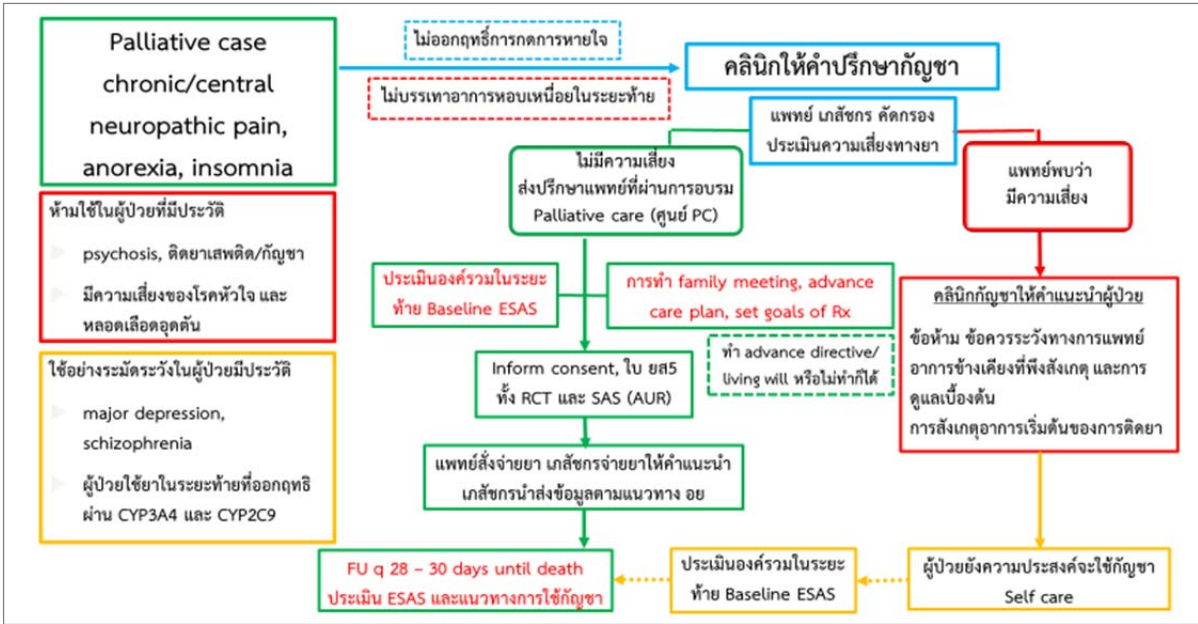 Palliative case
chronic/central
neuropathic pain,
anorexia, insomnia
ไม่ออกฤทธิ์การกดการหายใจ
ไม่บรรเทาอาการหอบเหนื่อยในระยะท้าย
คลินิกให้คำปรึกษากัญชา
แพทย์ เภสัชกร คัดกรอง
ประเมินความเสี่ยงทางยา
ไม่มีความเสี่ยง
ส่งปรึกษาแพทย์ที่ผ่านการอบรม
Palliative care (ศูนย์ PC)
แพทย์พบว่า
มีความเสี่ยง
ห้ามใช้ในผู้ป่วยที่มีประวัติ
psychosis, ติดยาเสพติด/กัญชา
มีความเสี่ยงของโรคหัวใจ และ
หลอดเลือดอุดตัน
ใช้อย่างระมัดระวังในผู้ป่วยมีประวัติ
major depression,
schizophrenia
ผู้ป่วยใช้ยาในระยะท้ายที่ออกฤทธิ
ผ่าน CYP3A4 และ CYP2C9
ประเมินองค์รวมในระยะ
ท้าย Baseline ESAS
การทำ family meeting, advance
care plan, set goals of Rx
ทำ advance directive/
living will หรือไม่ทำก็ได้
Inform consent, ใบ ยส5
ทั้ง RCT และ SAS (AUR)
แพทย์สั่งจ่ายยา เภสัชกรจ่ายยาให้คำแนะนำ
เภสัชกรนำส่งข้อมูลตามแนวทาง อย
FU q 28 – 30 days until death
ประเมิน ESAS และแนวทางการใช้กัญชา
คลินิกกัญชาให้คำแนะนำผู้ป่วย
ข้อห้าม ข้อควรระวังทางการแพทย์
อาการข้างเคียงที่พึงสังเกตุ และการ
ดูแลเบื้องต้น
การสังเกตุอาการเริ่มต้นของการติดยา
ผู้ป่วยยังความประสงค์จะใช้กัญชา
Self care
ประเมินองค์รวมในระยะ
ท้าย Baseline ESAS